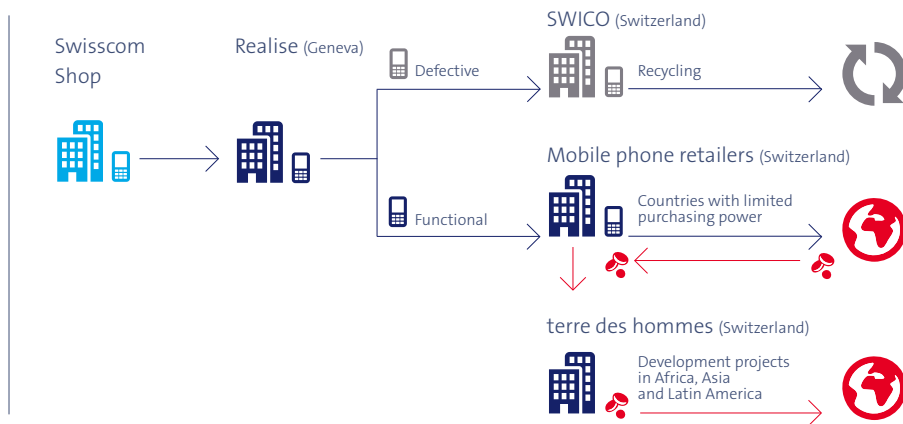 Swisscom
Shop
Realise (Geneva)
Defective
Functional
SWICO (Switzerland)
Recycling
Mobile phone retailers (Switzerland)
Countries with limited
purchasing power
terre des hommes (Switzerland)
Development projects
in Africa, Asia
and Latin America